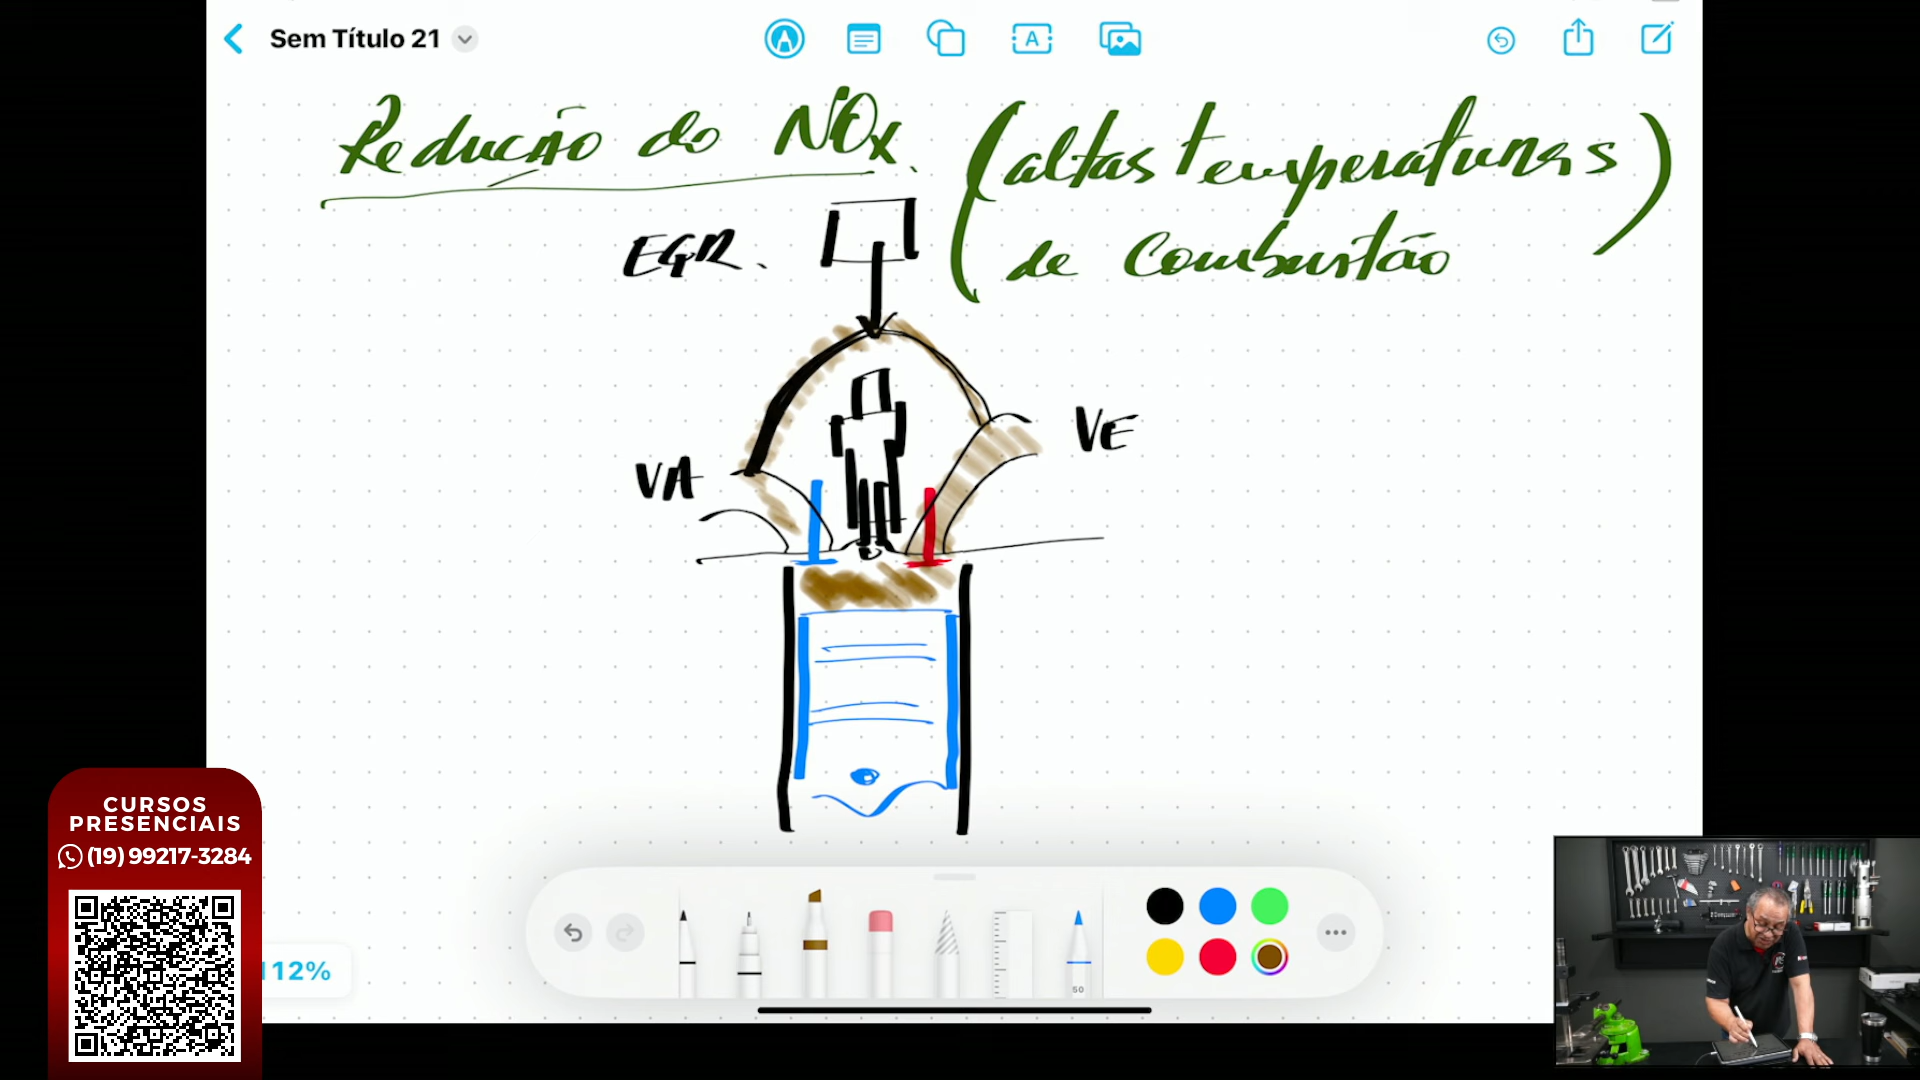 Sem Título 21
A
Redução do NOx. (altas temperaturas
de Combustão)
EGR.
VE
VA
CURSOS
PRESENCIAIS
(19) 99217-3284
112%
50